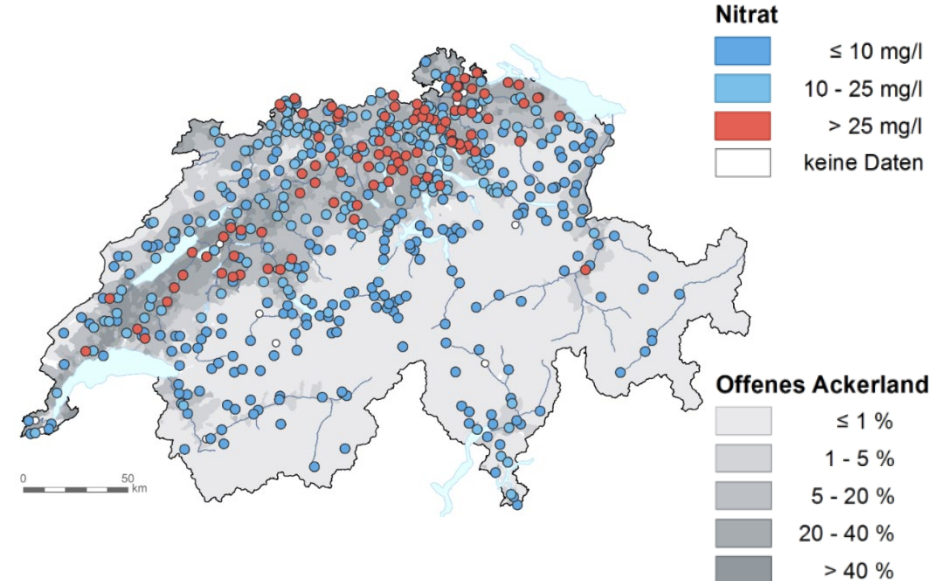 Nitrat
≤ 10 mg/l
10 - 25 mg/l
> 25 mg/l
keine Daten
Offenes Ackerland
≤ 1 %
1 - 5 %
5 - 20 %
20 - 40 %
> 40 %
0 50
km